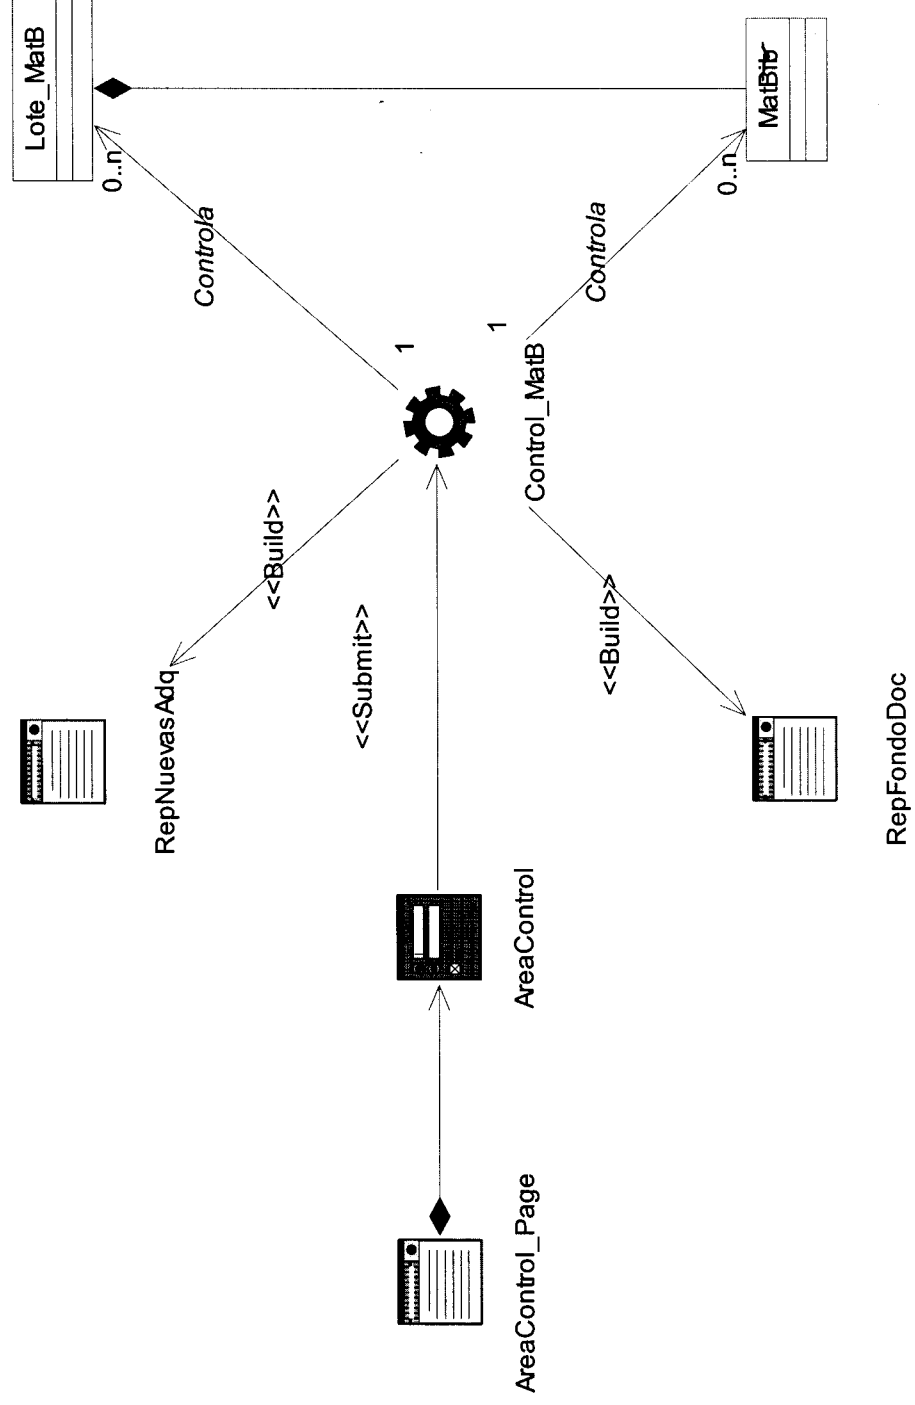 Lote_MatB
0..n
Controla
1
<<Build>>
RepNuevasAdq
<<Submit>>
AreaControl
AreaControl_Page
1
Control_MatB
Controla
0..n
MatBib
<<Build>>
RepFondoDoc